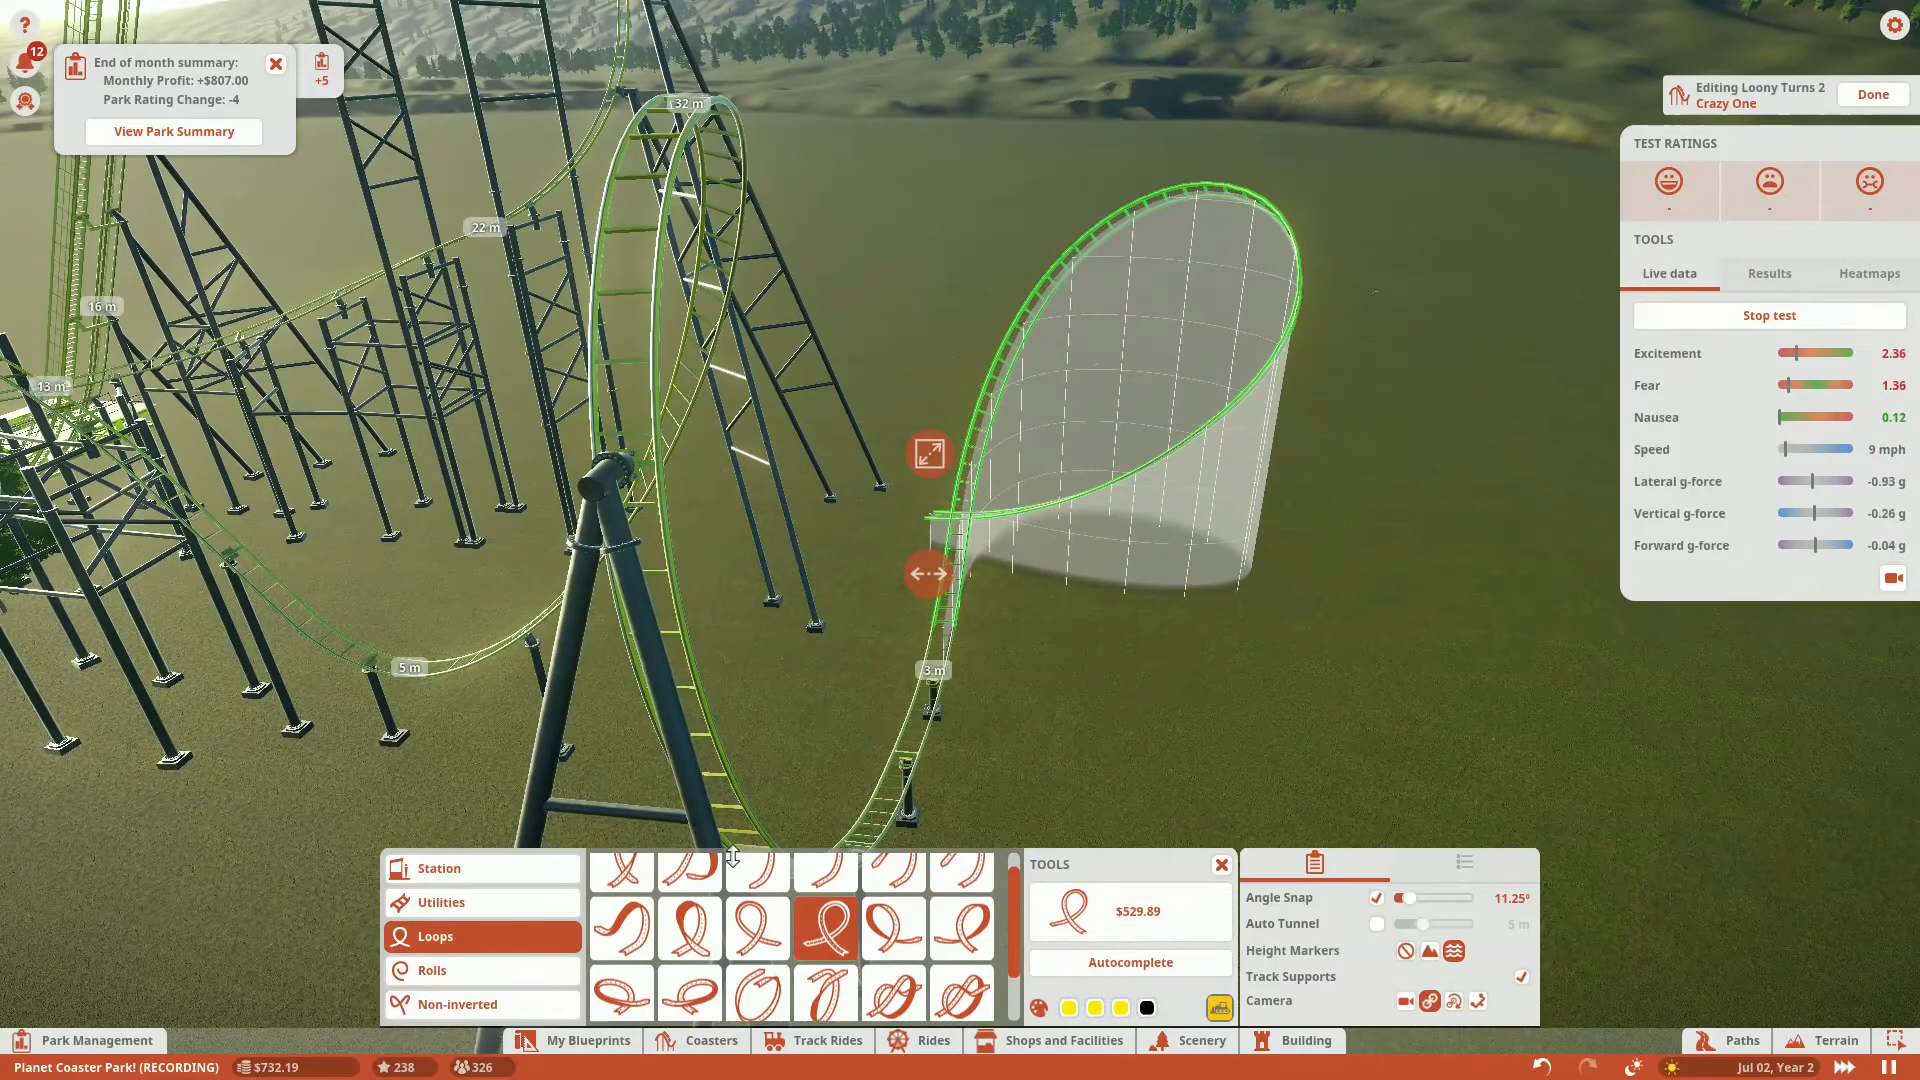 ?
12
End of month summary:
Monthly Profit: +$807.00
Park Rating Change: -4
View Park Summary
+5
32 m
22 m
16 m
13 m
5 m
3 m
Editing Loony Turns 2
Crazy One
Done
TEST RATINGS
- - -
TOOLS
Live data Results Heatmaps
Stop test
Excitement 2.36
Fear 1.36
Nausea 0.12
Speed 9 mph
Lateral g-force -0.93 g
Vertical g-force -0.26 g
Forward g-force -0.04 g
Station
Utilities
Loops
Rolls
Non-inverted
TOOLS
$529.89
Autocomplete
Angle Snap 11.25°
Auto Tunnel 5 m
Height Markers
Track Supports
Camera
Park Management My Blueprints Coasters Track Rides Rides Shops and Facilities Scenery Building Paths Terrain
Planet Coaster Park! (RECORDING) $732.19 238 326 Jul 02, Year 2